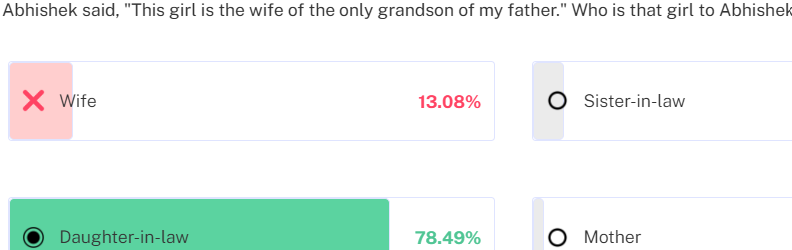 Abhishek said, "This girl is the wife of the only grandson of my father." Who is that girl to Abhishek
Wife 13.08% Sister-in-law
Daughter-in-law 78.49% Mother